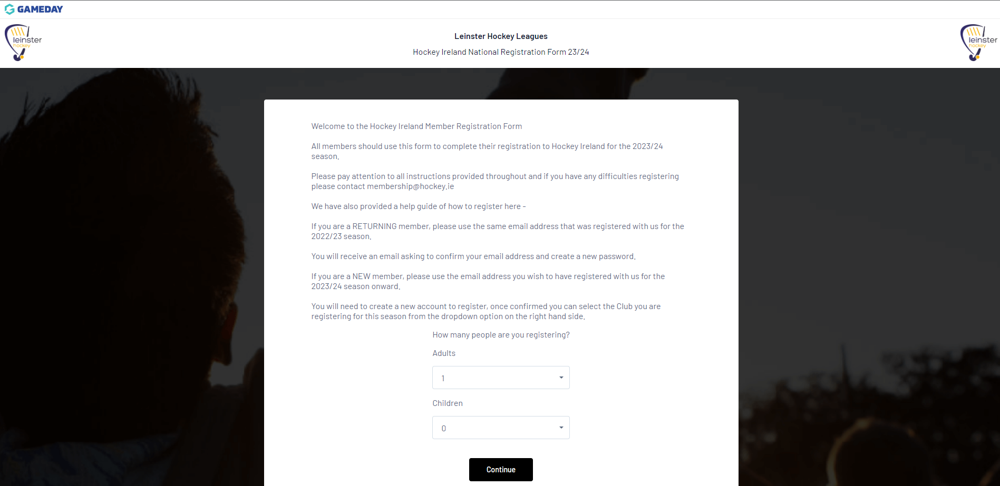 GAMEDAY
leinster
hockey
Leinster Hockey Leagues
Hockey Ireland National Registration Form 23/24
leinster
hockey
Welcome to the Hockey Ireland Member Registration Form
All members should use this form to complete their registration to Hockey Ireland for the 2023/24
season.
Please pay attention to all instructions provided throughout and if you have any difficulties registering
please contact membership@hockey.ie
We have also provided a help guide of how to register here -
If you are a RETURNING member, please use the same email address that was registered with us for the
2022/23 season.
You will receive an email asking to confirm your email address and create a new password.
If you are a NEW member, please use the email address you wish to have registered with us for the
2023/24 season onward.
You will need to create a new account to register, once confirmed you can select the Club you are
registering for this season from the dropdown option on the right hand side.
How many people are you registering?
Adults
1
Children
0
Continue